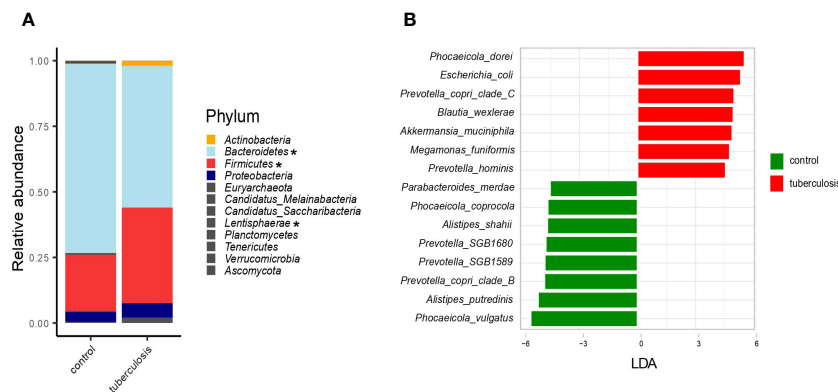 A
Relative abundance
1.00
0.75
0.50
0.25
0.00
control
tuberculosis
Phylum
Actinobacteria
Bacteroidetes *
Firmicutes *
Proteobacteria
Euryarchaeota
Candidatus_Melainabacteria
Candidatus_Saccharibacteria
Lentisphaerae *
Planctomycetes
Tenericutes
Verrucomicrobia
Ascomycota
B
Phocaeicola_dorei
Escherichia_coli
Prevotella_copri_clade_C
Blautia_wexlerae
Akkermansia_muciniphila
Megamonas_funiformis
Prevotella_hominis
Parabacteroides_merdae
Phocaeicola_coprocola
Alistipes_shahii
Prevotella_SGB1680
Prevotella_SGB1589
Prevotella_copri_clade_B
Alistipes_putredinis
Phocaeicola_vulgatus
−6 −3 0 3 6
LDA
control
tuberculosis